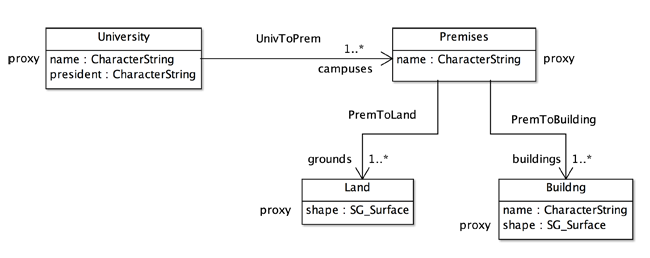 University
UnivToPrem
Premises
proxy
name : CharacterString
president : CharacterString
1..*
campuses
name : CharacterString
proxy
PremToLand
PremToBuilding
grounds
1..*
buildings
1..*
Land
Buildng
proxy
shape : SG_Surface
name : CharacterString
shape : SG_Surface
proxy